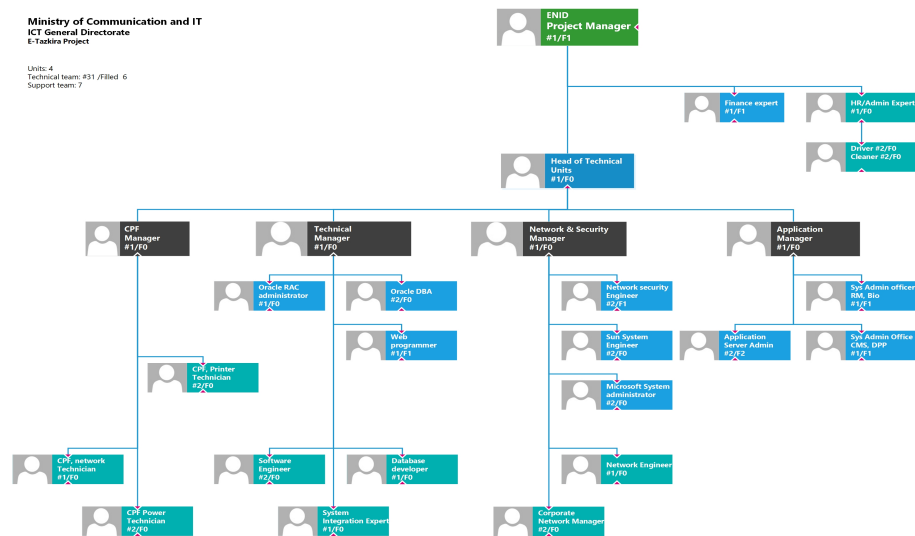 Ministry of Communication and IT
ICT General Directorate
E-Tazkira Project
Units: 4
Technical team: #31 /Filled  6
Support team: 7
ENID
Project Manager
#1/F1
Finance expert
#1/F1
HR/Admin Expert
#1/F0
Driver #2/F0
Cleaner #2/F0
Head of Technical
Units
#1/F0
CPF
Manager
#1/F0
Technical
Manager
#1/F0
Network & Security
Manager
#1/F0
Application
Manager
#1/F0
Oracle RAC
administrator
#1/F0
Oracle DBA
#2/F0
Network security
Engineer
#2/F1
Sys Admin officer
RM, Bio
#1/F1
Web
programmer
#1/F1
Sun System
Engineer
#2/F0
Application
Server Admin
#2/F2
Sys Admin Office
CMS, DPP
#1/F1
CPF, Printer
Technician
#2/F0
Microsoft System
administrator
#2/F0
CPF, network
Technician
#1/F0
Software
Engineer
#2/F0
Database
developer
#1/F0
Network Engineer
#1/F0
CPF Power
Technician
#2/F0
System
Integration Expert
#1/F0
Corporate
Network Manager
#2/F0